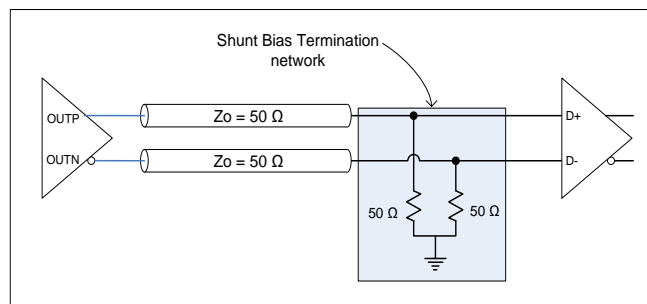 Shunt Bias Termination
network
OUTP
Zo = 50 Ω
D+
OUTN
Zo = 50 Ω
D-
50 Ω
50 Ω